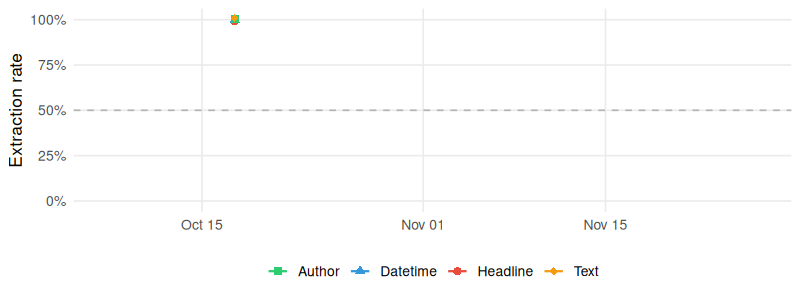 100%
75%
50%
25%
0%
Extraction rate
Oct 15 Nov 01 Nov 15
Author Datetime Headline Text